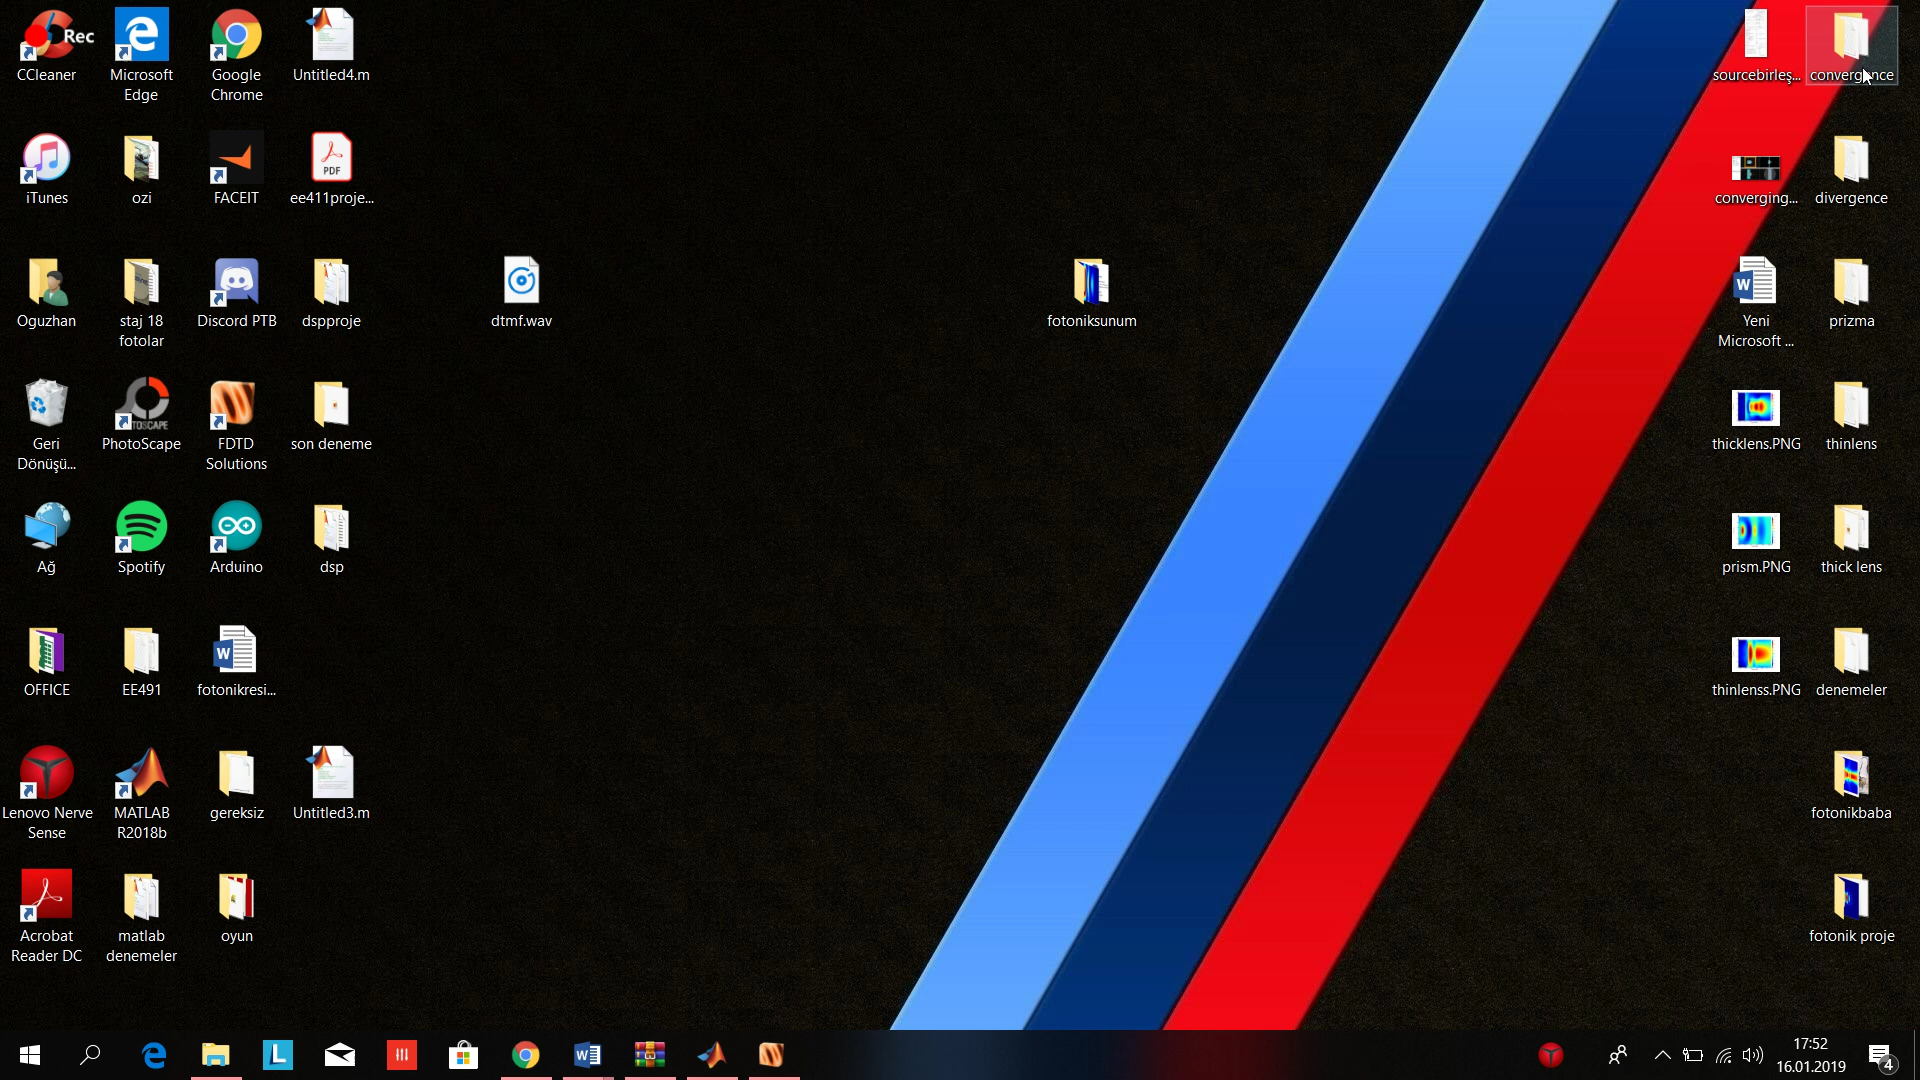 Rec
CCleaner
Microsoft
Edge
Google
Chrome
Untitled4.m
sourcebirleş...
convergence
iTunes
ozi
FACEIT
PDF
ee411proje...
converging...
divergence
Oguzhan
staj 18
fotolar
Discord PTB
dspproje
dtmf.wav
fotoniksunum
W
Yeni
Microsoft ...
prizma
Geri
Dönüşü...
TOSCAPE
PhotoScape
FDTD
Solutions
son deneme
thicklens.PNG
thinlens
Ağ
Spotify
Arduino
dsp
prism.PNG
thick lens
OFFICE
EE491
W
fotonikresi...
thinlenss.PNG
denemeler
Lenovo Nerve
Sense
MATLAB
R2018b
gereksiz
Untitled3.m
fotonikbaba
Acrobat
Reader DC
matlab
denemeler
oyun
fotonik proje
L
W
17:52
16.01.2019
4